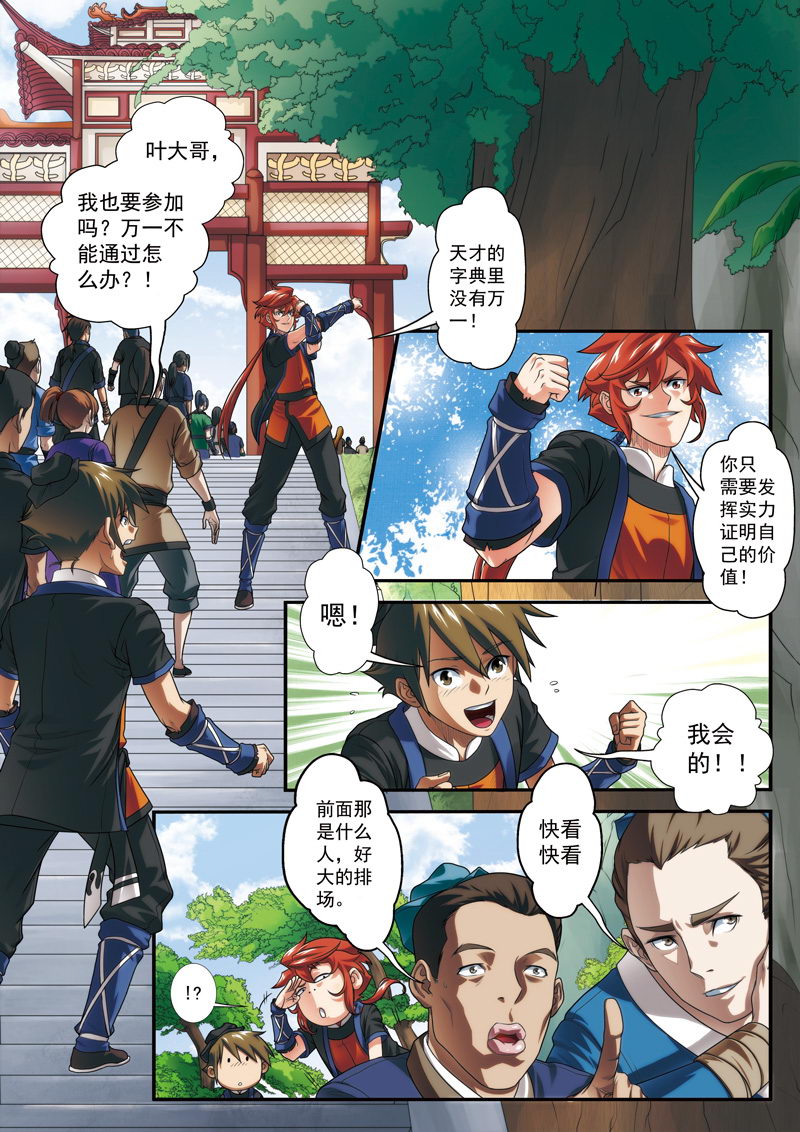 叶大哥，
我也要参加
吗？万一不
能通过怎
么办？！
天才的
字典里
没有万
一！
你只
需要发
挥实力
证明自
己的价
值！
嗯！
我会
的！！
前面那
是什么
人，好
大的排
场。
快看
快看
！？